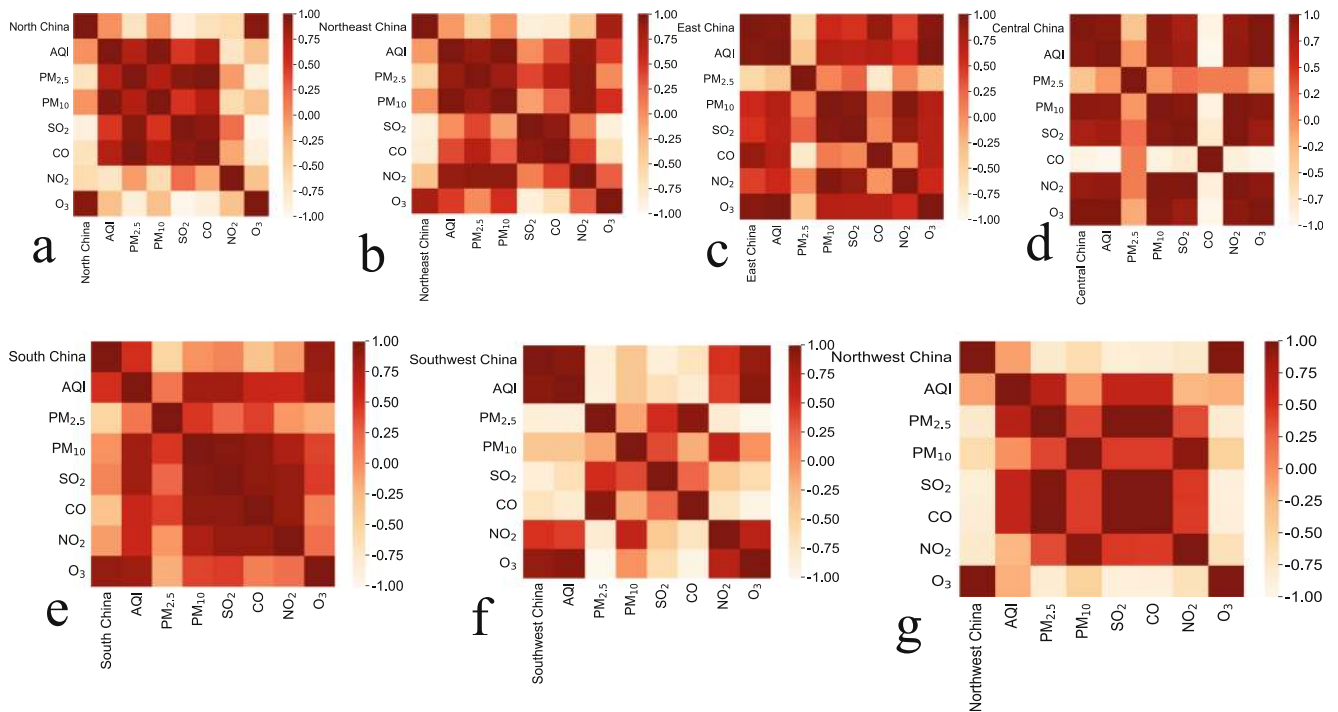 North China
AQI
PM₂.₅
PM₁₀
SO₂
CO
NO₂
O₃
North China
AQI
PM₂.₅
PM₁₀
SO₂
CO
NO₂
O₃
1.00
0.75
0.50
0.25
0.00
-0.25
-0.50
-0.75
-1.00
a
Northeast China
AQI
PM₂.₅
PM₁₀
SO₂
CO
NO₂
O₃
Northeast China
AQI
PM₂.₅
PM₁₀
SO₂
CO
NO₂
O₃
1.00
0.75
0.50
0.25
0.00
-0.25
-0.50
-0.75
-1.00
b
East China
AQI
PM₂.₅
PM₁₀
SO₂
CO
NO₂
O₃
East China
AQI
PM₂.₅
PM₁₀
SO₂
CO
NO₂
O₃
1.00
0.75
0.50
0.25
0.00
-0.25
-0.50
-0.75
-1.00
c
Central China
AQI
PM₂.₅
PM₁₀
SO₂
CO
NO₂
O₃
Central China
AQI
PM₂.₅
PM₁₀
SO₂
CO
NO₂
O₃
1.0
0.7
0.5
0.2
0.0
-0.2
-0.5
-0.7
-1.0
d
South China
AQI
PM₂.₅
PM₁₀
SO₂
CO
NO₂
O₃
South China
AQI
PM₂.₅
PM₁₀
SO₂
CO
NO₂
O₃
1.00
0.75
0.50
0.25
0.00
-0.25
-0.50
-0.75
-1.00
e
Southwest China
AQI
PM₂.₅
PM₁₀
SO₂
CO
NO₂
O₃
Southwest China
AQI
PM₂.₅
PM₁₀
SO₂
CO
NO₂
O₃
1.00
0.75
0.50
0.25
0.00
-0.25
-0.50
-0.75
-1.00
f
Northwest China
AQI
PM₂.₅
PM₁₀
SO₂
CO
NO₂
O₃
Northwest China
AQI
PM₂.₅
PM₁₀
SO₂
CO
NO₂
O₃
1.00
0.75
0.50
0.25
0.00
-0.25
-0.50
-0.75
-1.00
g